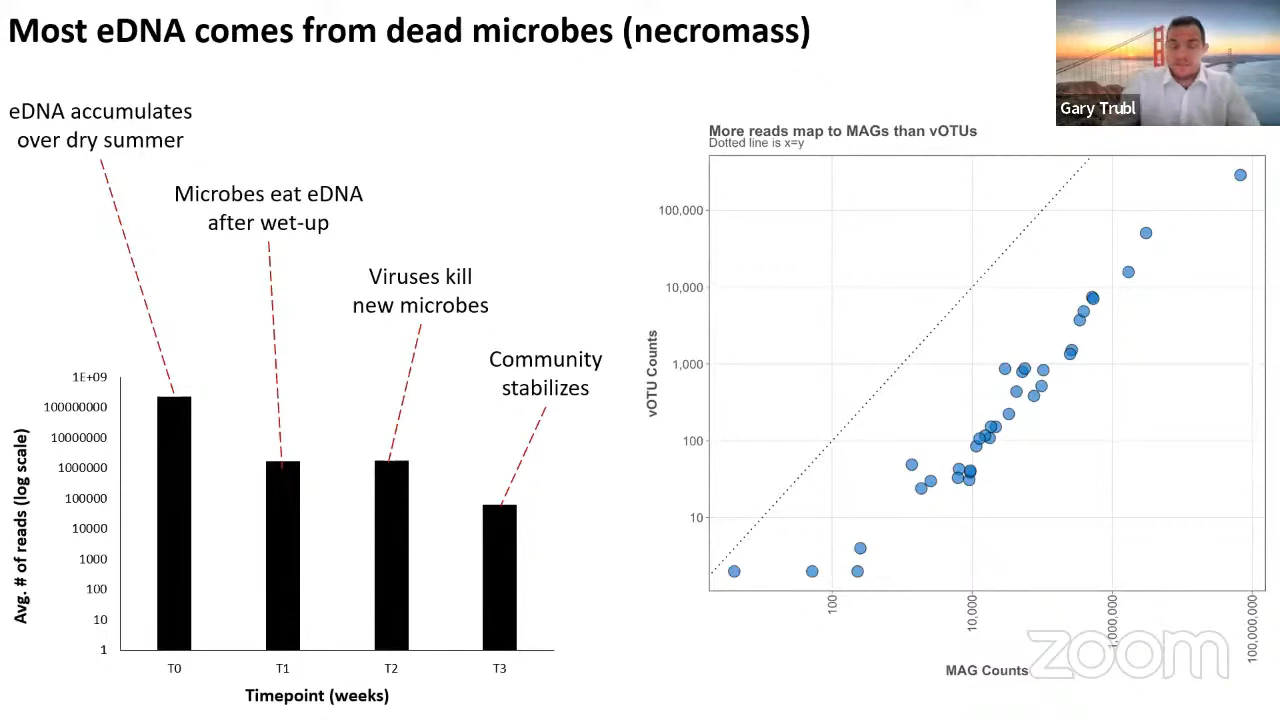 Most eDNA comes from dead microbes (necromass)
Gary Trubl
eDNA accumulates
over dry summer
Microbes eat eDNA
after wet-up
Viruses kill
new microbes
Community
stabilizes
Avg. # of reads (log scale)
1E+09
100000000
10000000
1000000
100000
10000
1000
100
10
1
T0
T1
T2
T3
Timepoint (weeks)
More reads map to MAGs than vOTUs
Dotted line is x=y
vOTU Counts
100,000
10,000
1,000
100
10
100
10,000
1,000,000
100,000,000
MAG Counts
zoom